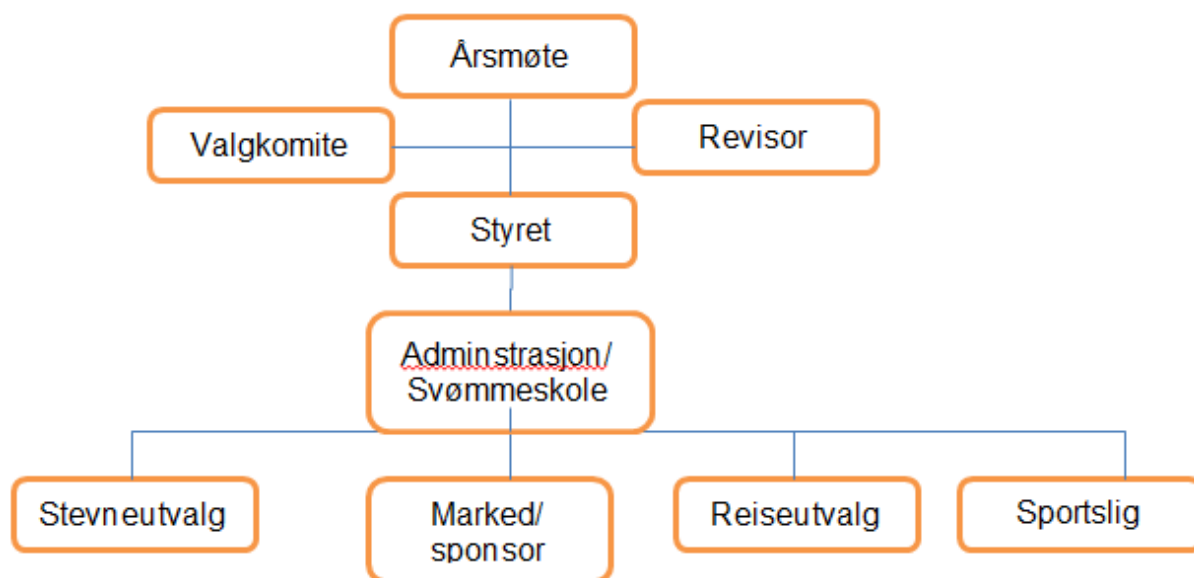 Årsmøte
Valgkomite
Revisor
Styret
Adminstrasjon/
Svømmeskole
Stevneutvalg
Marked/
sponsor
Reiseutvalg
Sportslig